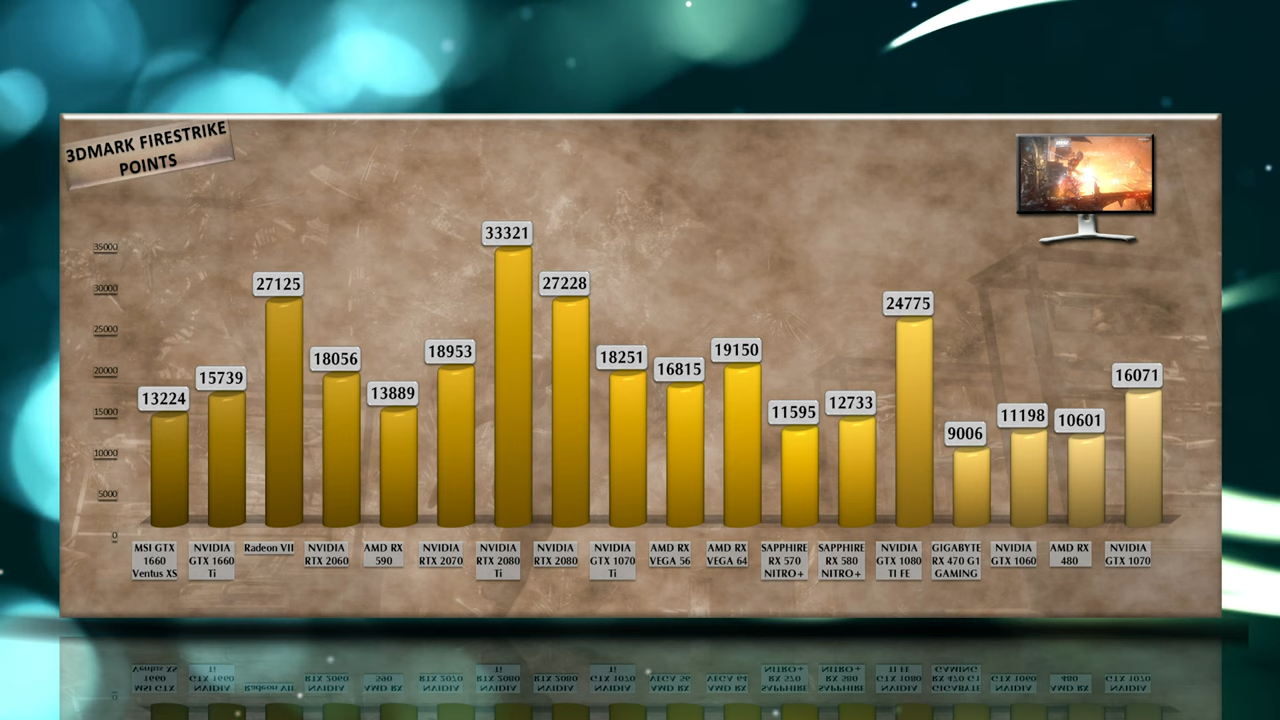 3DMARK FIRESTRIKE
POINTS
35000
30000
25000
20000
15000
10000
5000
0
13224
15739
27125
18056
13889
18953
33321
27228
18251
16815
19150
11595
12733
24775
9006
11198
10601
16071
MSI GTX
1660
Ventus XS
NVIDIA
GTX 1660
Ti
Radeon VII
NVIDIA
RTX 2060
AMD RX
590
NVIDIA
RTX 2070
NVIDIA
RTX 2080
Ti
NVIDIA
RTX 2080
NVIDIA
GTX 1070
Ti
AMD RX
VEGA 56
AMD RX
VEGA 64
SAPPHIRE
RX 570
NITRO+
SAPPHIRE
RX 580
NITRO+
NVIDIA
GTX 1080
TI FE
GIGABYTE
RX 470 G1
GAMING
NVIDIA
GTX 1060
AMD RX
480
NVIDIA
GTX 1070